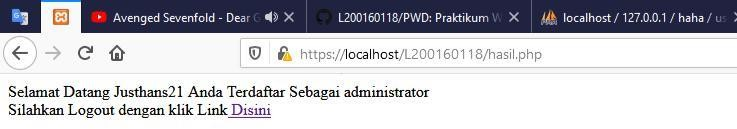 Avenged Sevenfold - Dear G
L200160118/PWD: Praktikum W
localhost / 127.0.0.1 / haha / us
https://localhost/L200160118/hasil.php
Selamat Datang Justhans21 Anda Terdaftar Sebagai administrator
Silahkan Logout dengan klik Link Disini